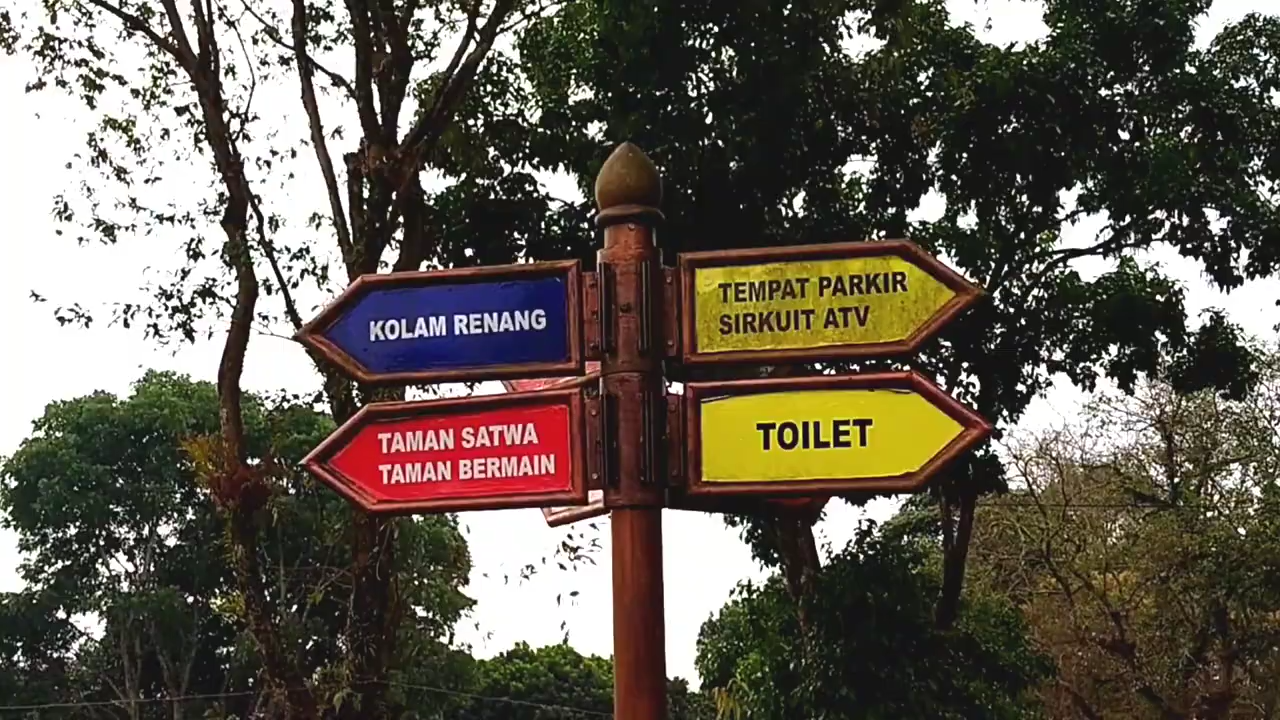 KOLAM RENANG
TEMPAT PARKIR
SIRKUIT ATV
TAMAN SATWA
TAMAN BERMAIN
TOILET